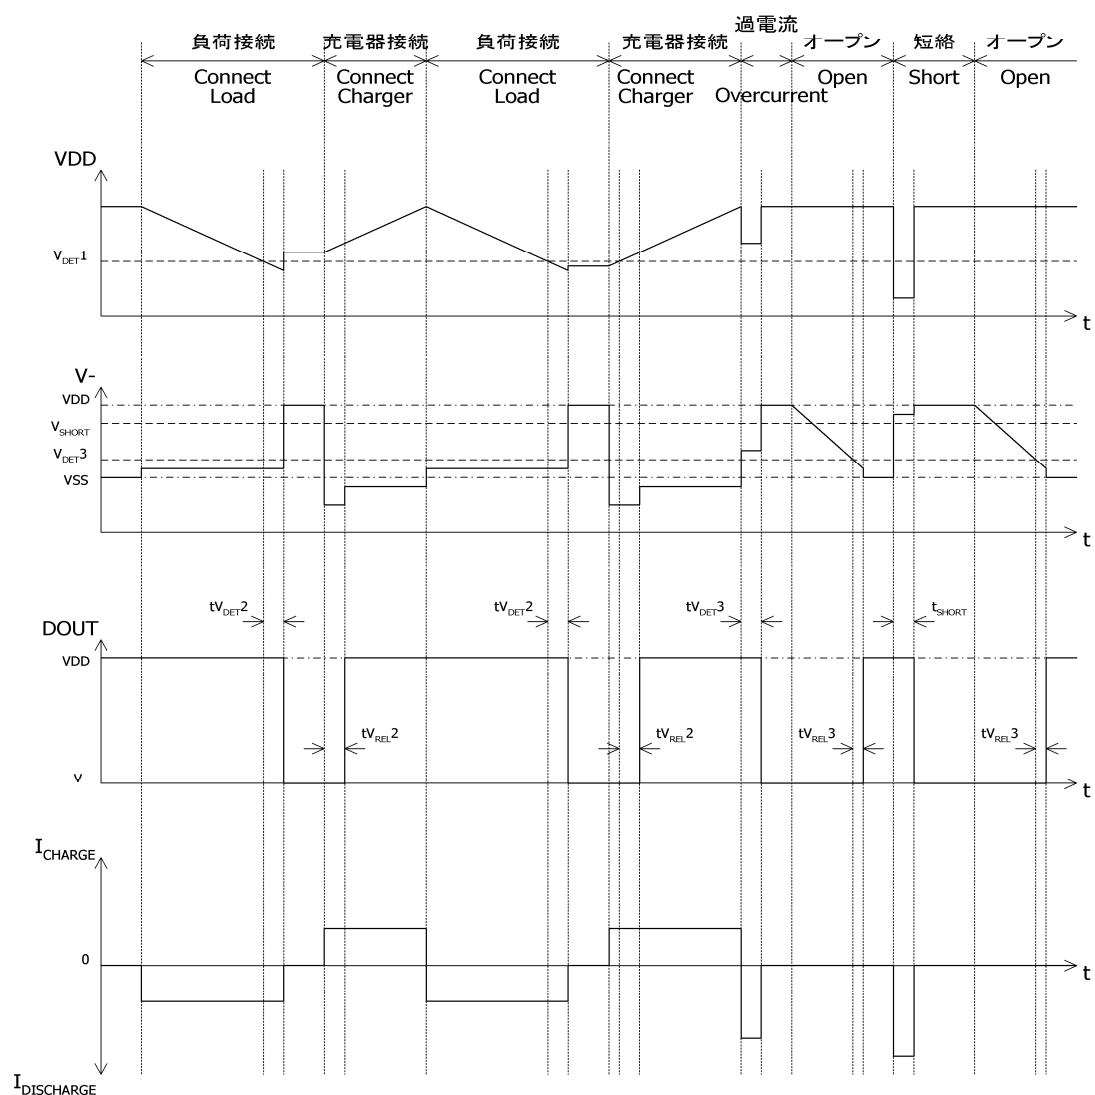 過電流
負荷接続 充電器接続 負荷接続 充電器接続 オープン 短絡 オープン
Connect Connect Connect Connect Open Short Open
Load Charger Load Charger Overcurrent
VDD
VDET1
t
V-
VDD
VSHORT
VDET3
VSS
t
tVDET2 tVDET2 tVDET3 tSHORT
DOUT
VDD
tVREL2 tVREL2 tVREL3 tVREL3
V
t
ICHARGE
0
t
IDISCHARGE